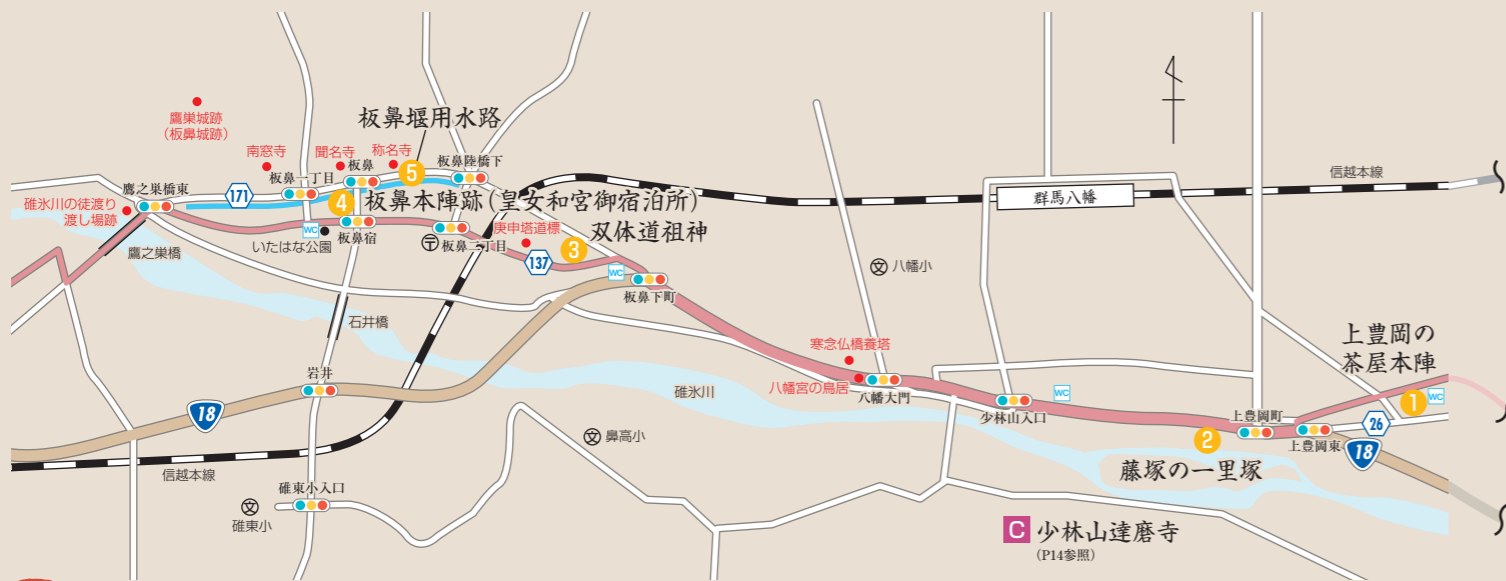 鷹巣城跡
(板鼻城跡)
板鼻堰用水路
南窓寺
聞名寺
称名寺
板鼻一丁目
板鼻
5
板鼻陸橋下
鷹之巣橋東
171
碓氷川の徒渡り
渡し場跡
4
板鼻本陣跡(皇女和宮御宿泊所)
WC
いたはな公園
板鼻宿
〒
板鼻二丁目
庚申塔道標
3
双体道祖神
137
WC
鷹之巣橋
板鼻下町
石井橋
岩井
18
信越本線
碓東小入口
文
碓東小
文
鼻高小
碓氷川
群馬八幡
信越本線
文
八幡小
寒念仏橋養塔
八幡宮の鳥居
八幡大門
少林山入口
WC
上豊岡の
茶屋本陣
1
WC
上豊岡町
26
上豊岡東
18
2
藤塚の一里塚
C
少林山達磨寺
(P14参照)